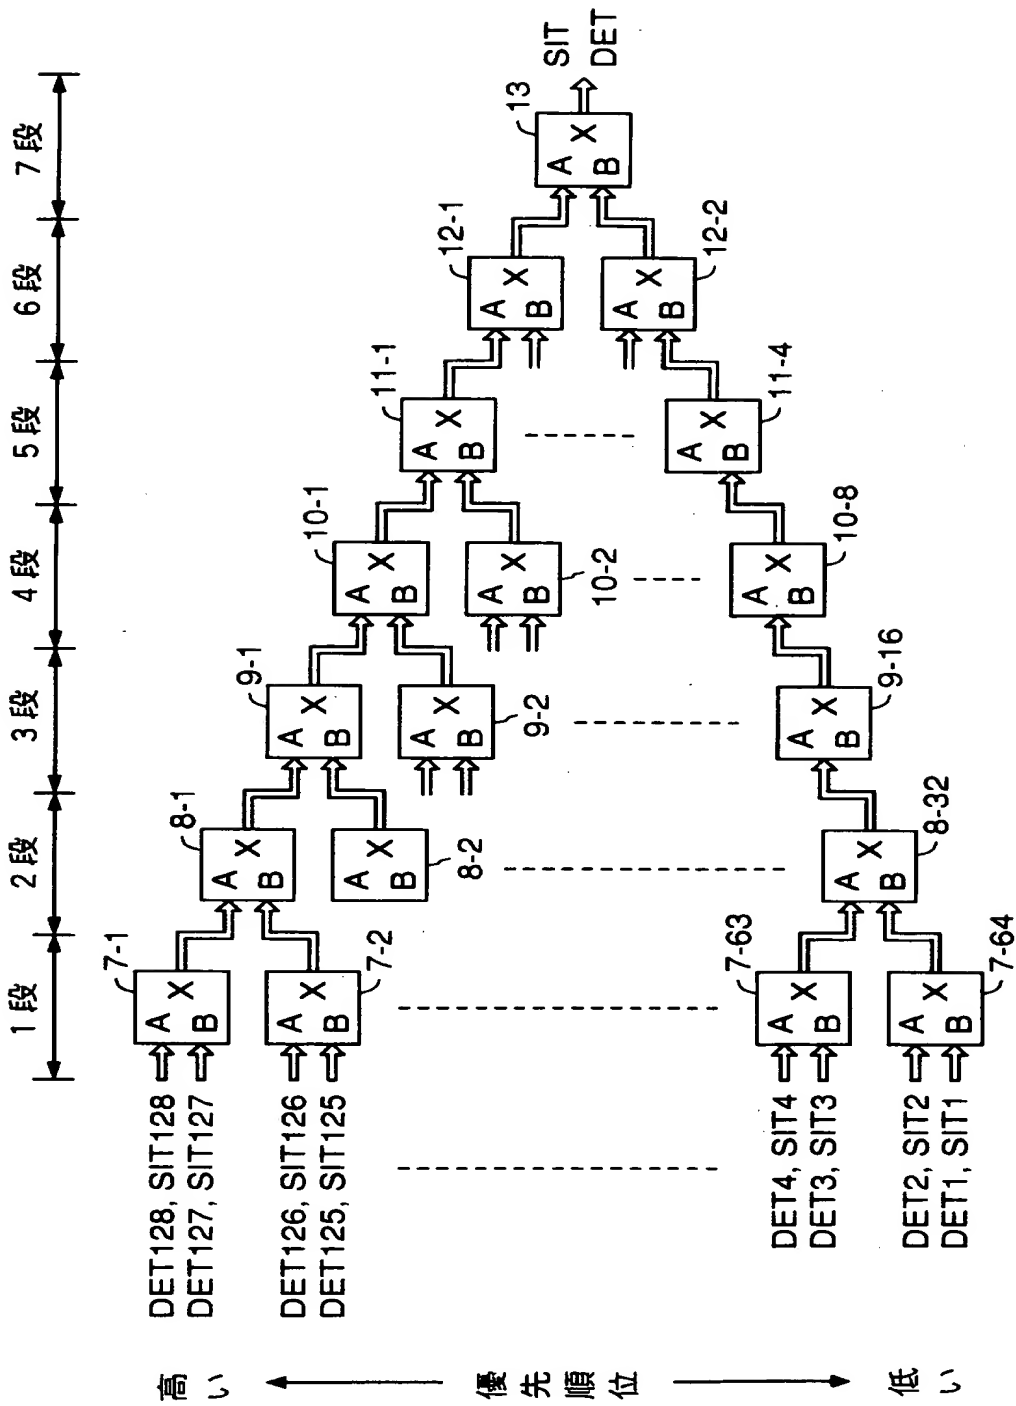 1段 2段 3段 4段 5段 6段 7段
高い
優先順位
低い
DET128, SIT128
DET127, SIT127
DET126, SIT126
DET125, SIT125
DET4, SIT4
DET3, SIT3
DET2, SIT2
DET1, SIT1
7-1
A X
B
7-2
A X
B
7-63
A X
B
7-64
A X
B
8-1
A X
B
8-2
A X
B
8-32
A X
B
9-1
A X
B
9-2
A X
B
9-16
A X
B
10-1
A X
B
10-2
A X
B
10-8
A X
B
11-1
A X
B
11-4
A X
B
12-1
A X
B
12-2
A X
B
13
A X
B
SIT
DET